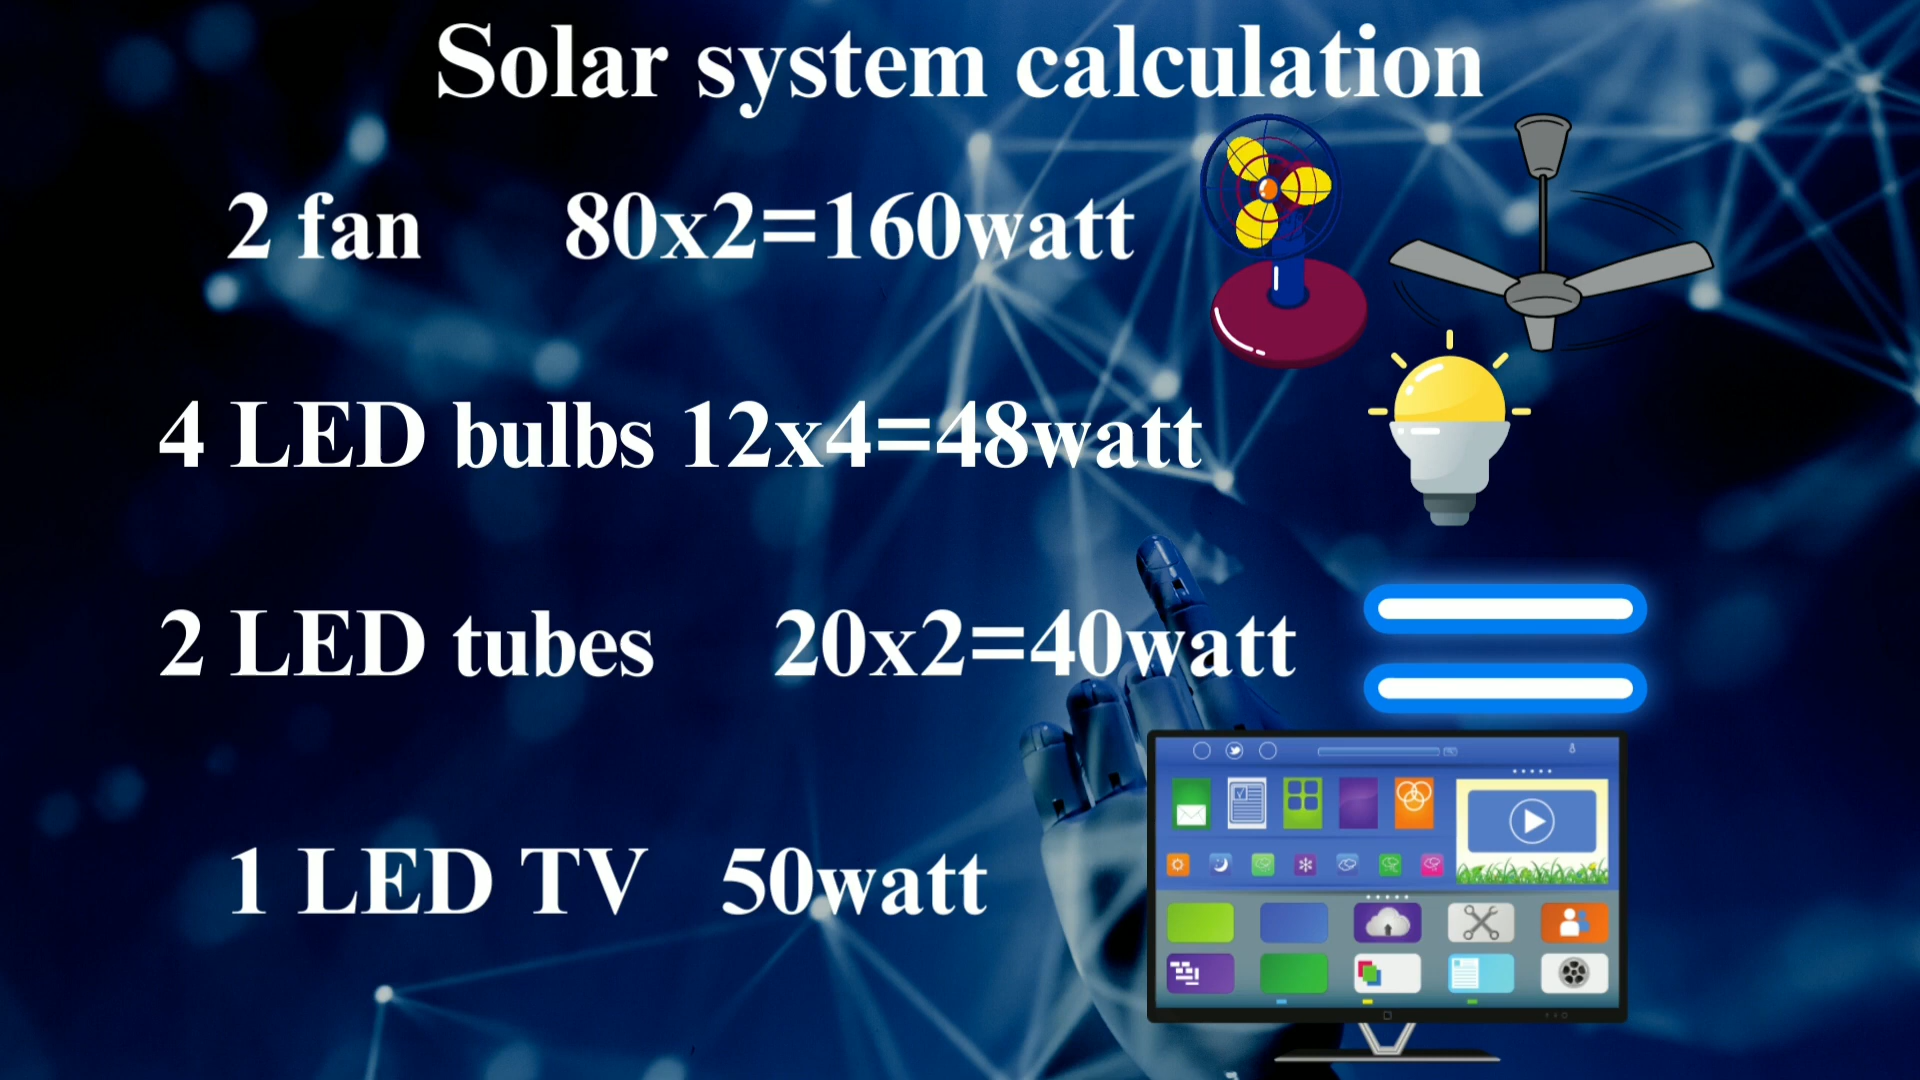 Solar system calculation
2 fan 80x2=160watt
4 LED bulbs 12x4=48watt
2 LED tubes 20x2=40watt
1 LED TV 50watt